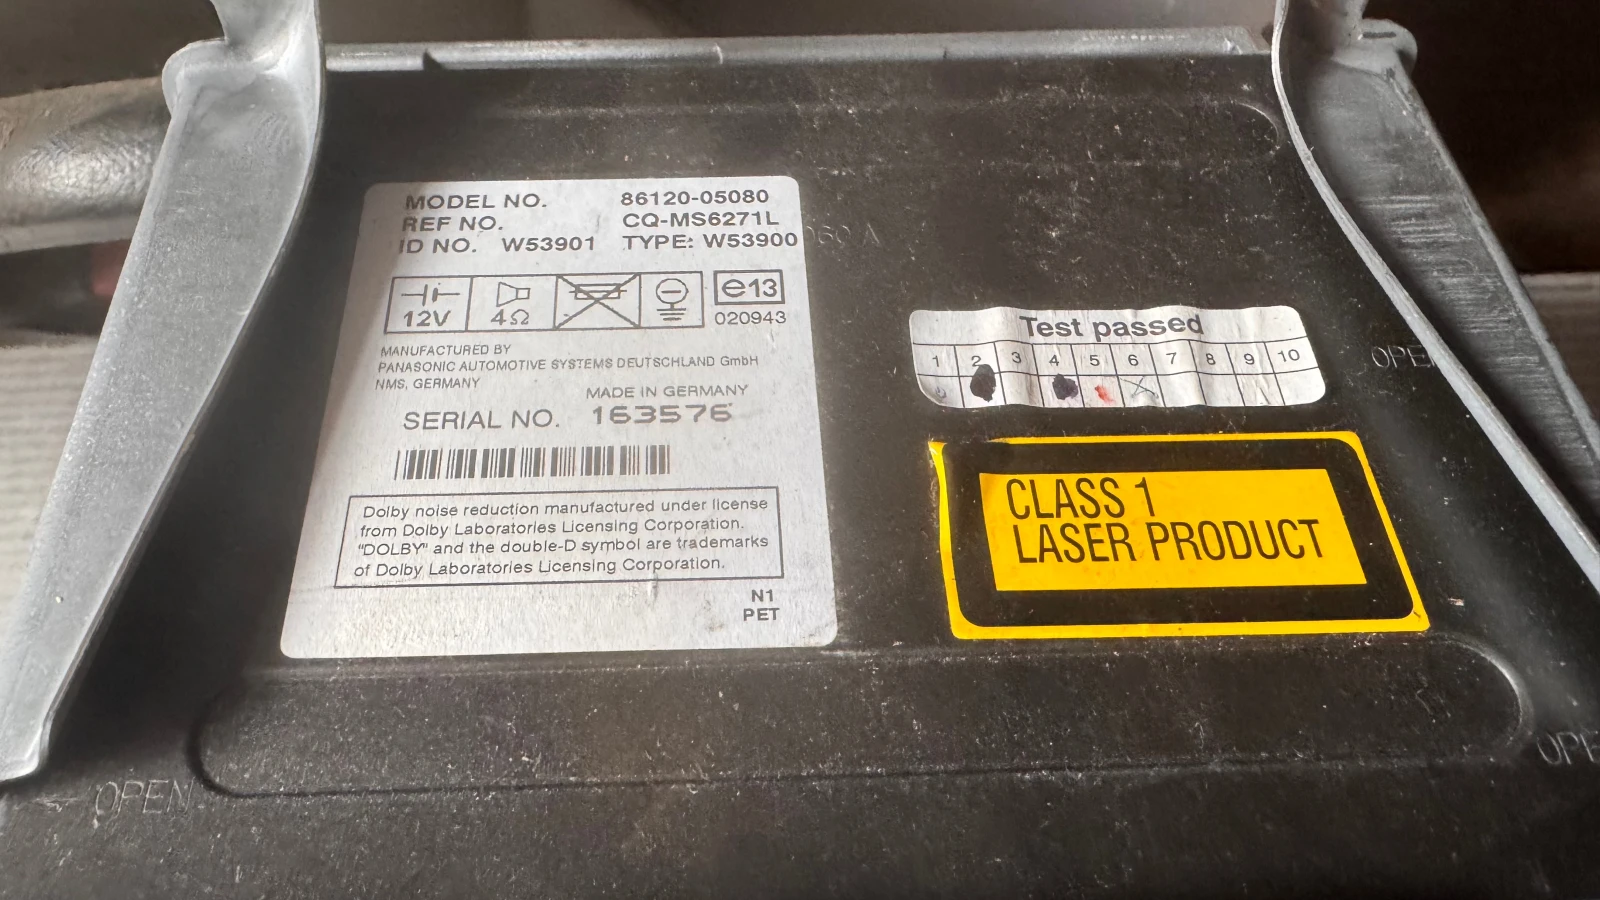 MODEL NO. 86120-05080
REF NO. CQ-MS6271L
ID NO. W53901 TYPE: W53900
12V 4Ω e13
020943
MANUFACTURED BY
PANASONIC AUTOMOTIVE SYSTEMS DEUTSCHLAND GmbH
NMS, GERMANY
MADE IN GERMANY
SERIAL NO. 163576
Dolby noise reduction manufactured under license
from Dolby Laboratories Licensing Corporation.
"DOLBY" and the double-D symbol are trademarks
of Dolby Laboratories Licensing Corporation.
N1
PET
Test passed
1 2 3 4 5 6 7 8 9 10
CLASS 1
LASER PRODUCT
OPEN
OPE
OPE